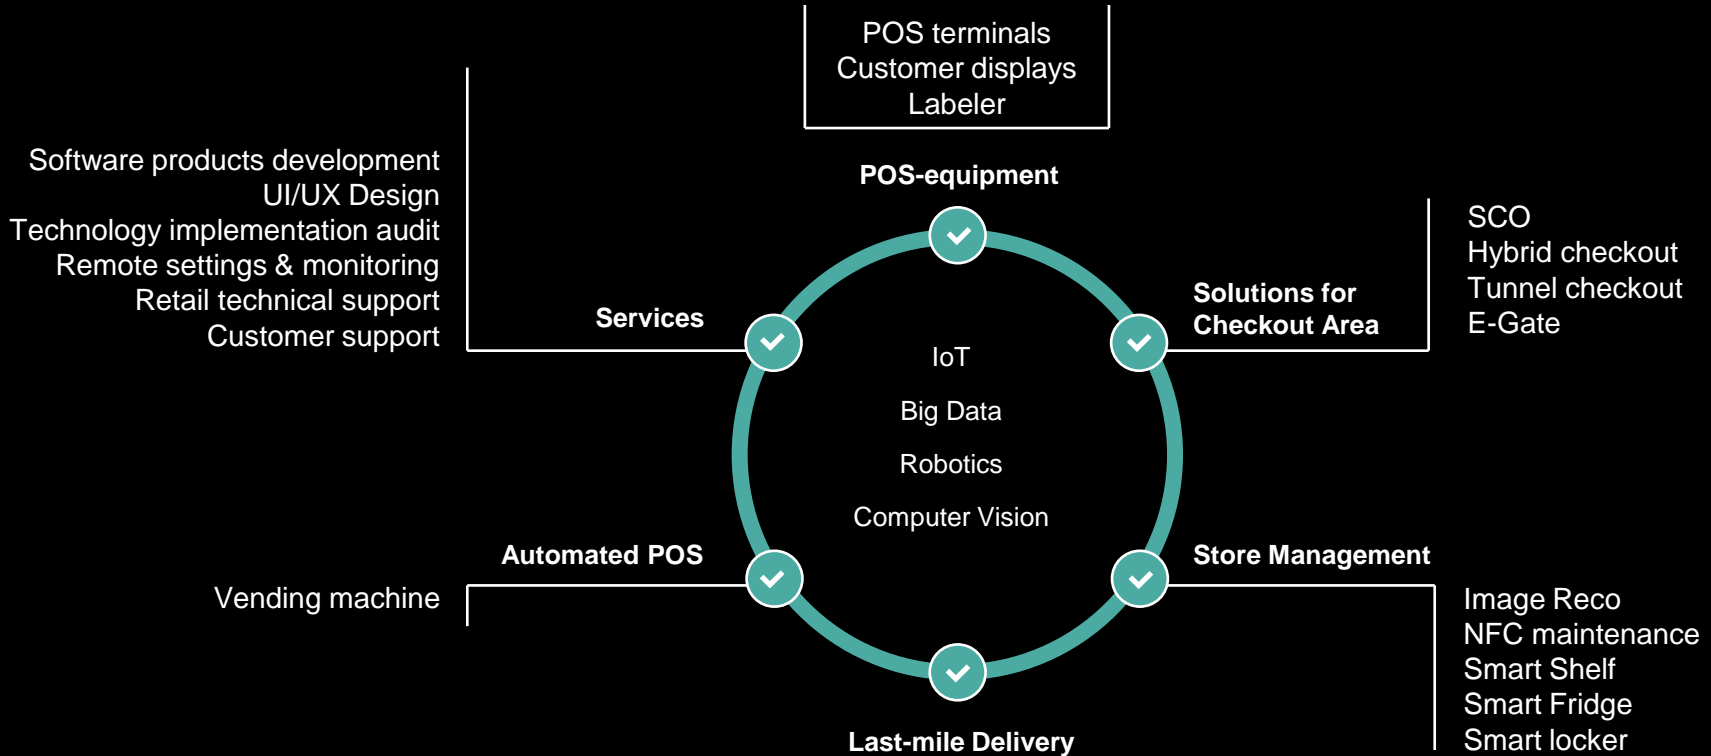 POS terminals
Customer displays
Labeler
POS-equipment
Software products development
UI/UX Design
Technology implementation audit
Remote settings & monitoring
Retail technical support
Customer support
Services
Solutions for
Checkout Area
SCO
Hybrid checkout
Tunnel checkout
E-Gate
IoT
Big Data
Robotics
Computer Vision
Automated POS
Vending machine
Store Management
Image Reco
NFC maintenance
Smart Shelf
Smart Fridge
Smart locker
Last-mile Delivery